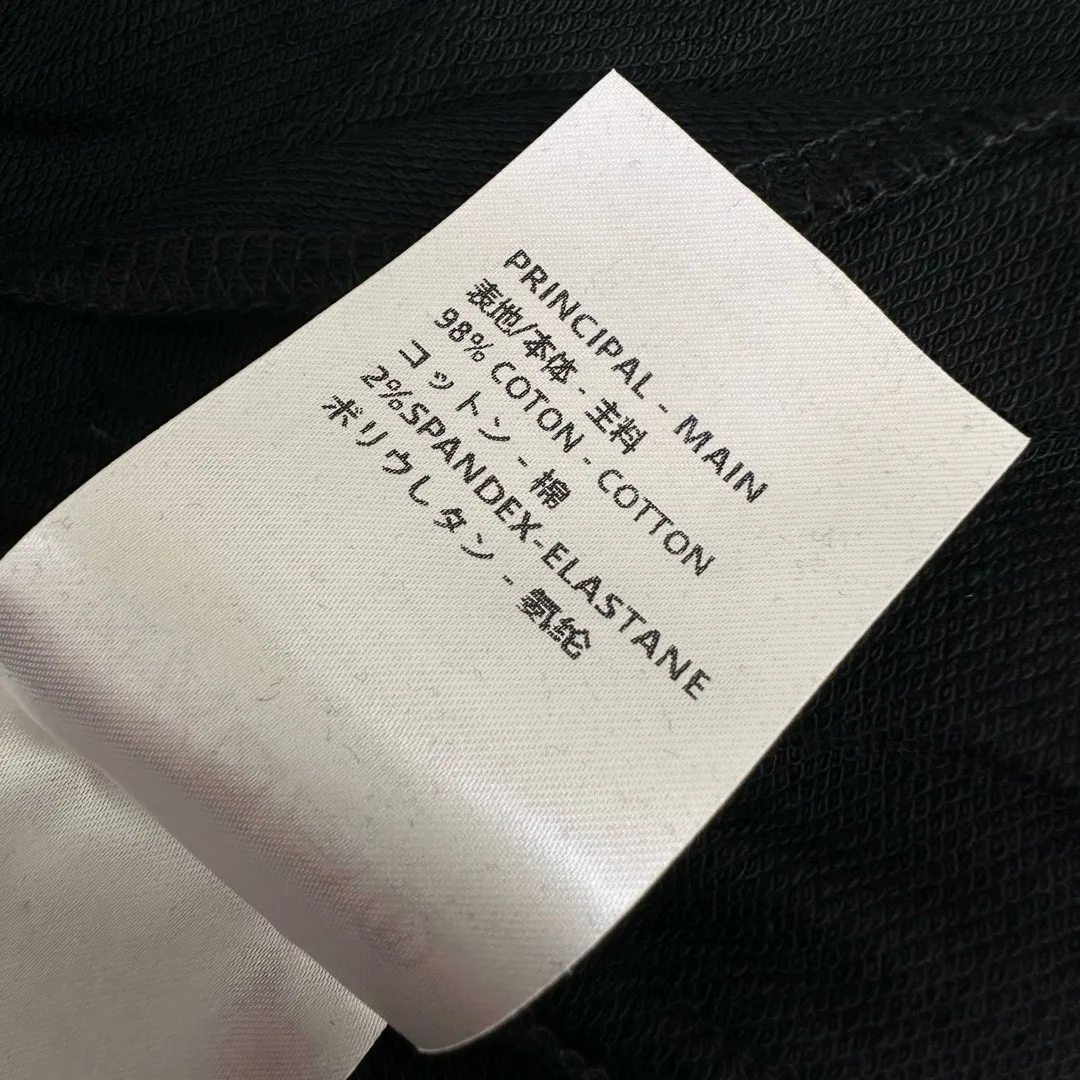 PRINCIPAL - MAIN
表地/本体 - 主料
98% COTON - COTTON
コットン - 棉
2%SPANDEX-ELASTANE
ポリウしタン - 氨纶